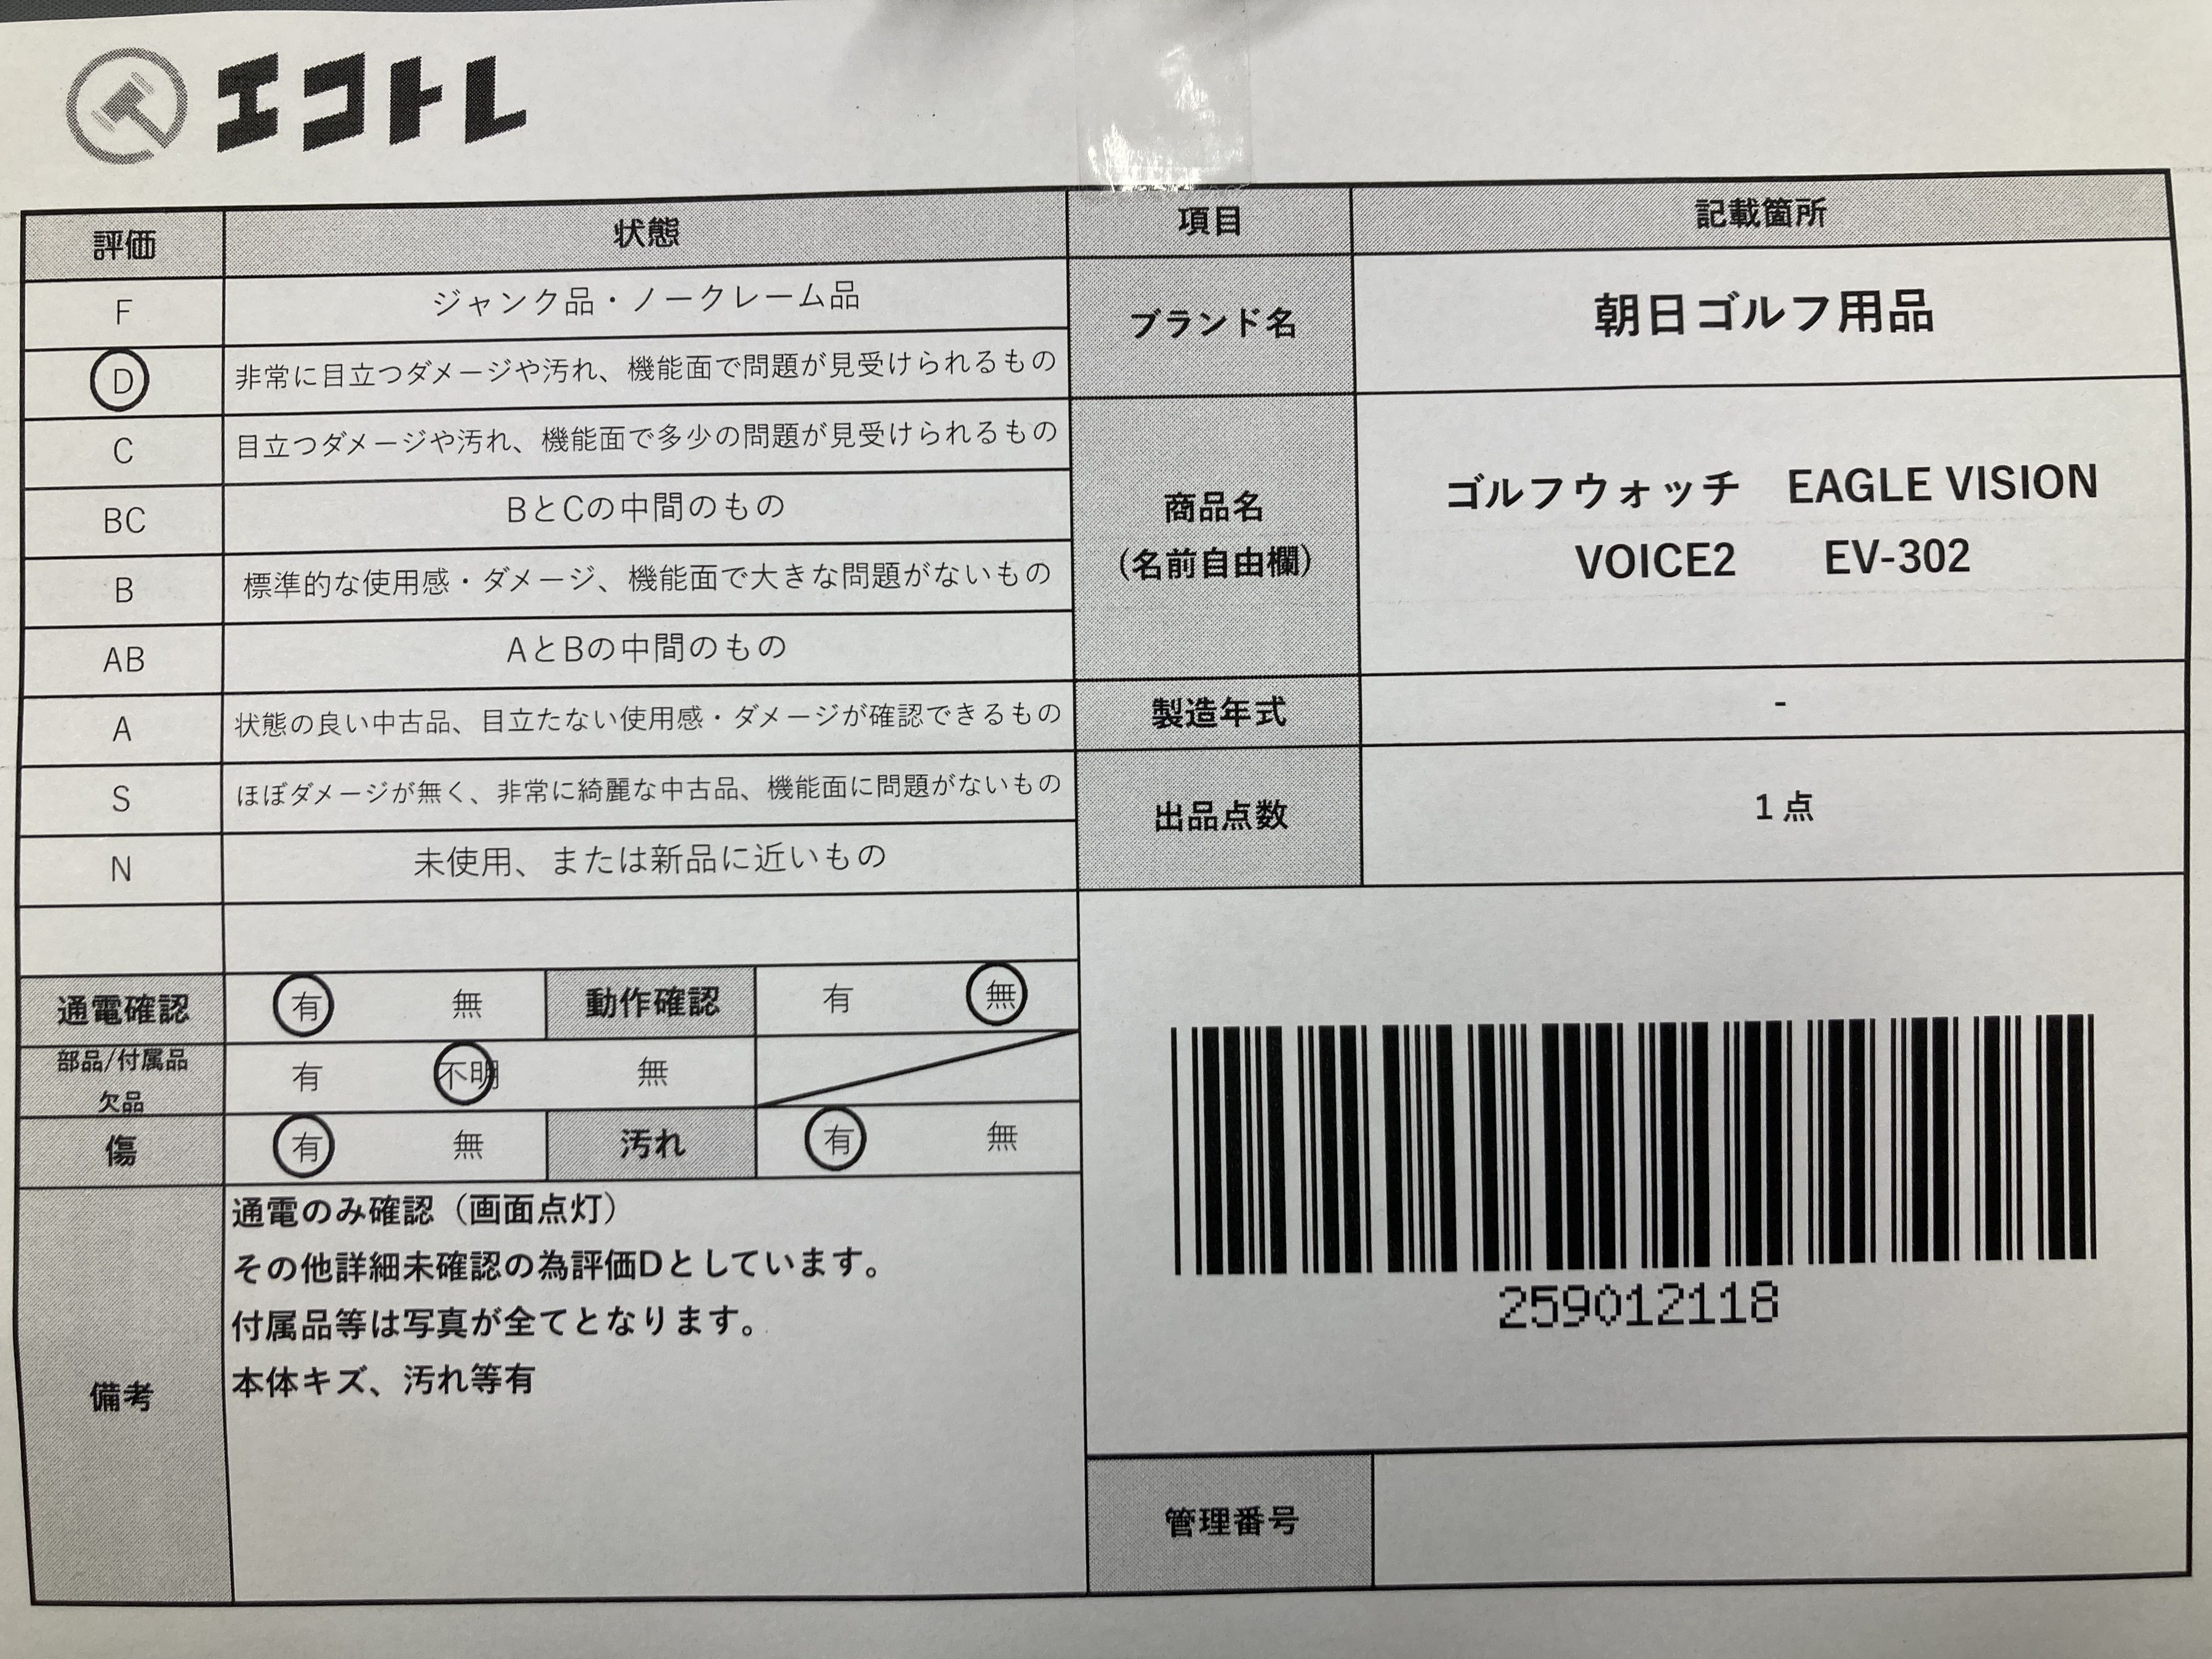 エコトレ
評価 状態 項目 記載箇所
F ジャンク品・ノークレーム品
D 非常に目立つダメージや汚れ、機能面で問題が見受けられるもの
C 目立つダメージや汚れ、機能面で多少の問題が見受けられるもの
BC BとCの中間のもの
B 標準的な使用感・ダメージ、機能面で大きな問題がないもの
AB AとBの中間のもの
A 状態の良い中古品、目立たない使用感・ダメージが確認できるもの
S ほぼダメージが無く、非常に綺麗な中古品、機能面に問題がないもの
N 未使用、または新品に近いもの
ブランド名 朝日ゴルフ用品
商品名
(名前自由欄)
ゴルフウォッチ EAGLE VISION
VOICE2 EV-302
製造年式 -
出品点数 1点
通電確認 有 無 動作確認 有 無
部品/付属品
欠品
有 不明 無
傷 有 無 汚れ 有 無
備考
通電のみ確認（画面点灯）
その他詳細未確認の為評価Dとしています。
付属品等は写真が全てとなります。
本体キズ、汚れ等有
259012118
管理番号